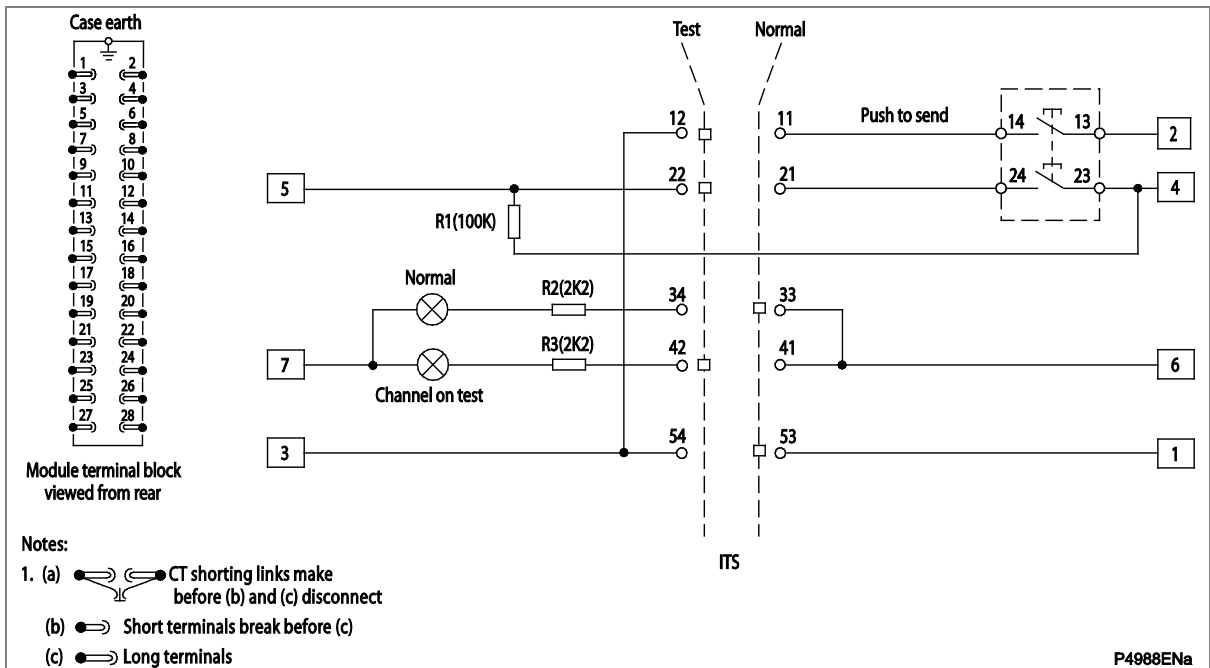 Case earth
1 2
3 4
5 6
7 8
9 10
11 12
13 14
15 16
17 18
19 20
21 22
23 24
25 26
27 28
Module terminal block
viewed from rear
Test Normal
12 11 Push to send 14 13 2
5 22 21 24 23 4
R1(100K)
Normal R2(2K2) 34 33
7 R3(2K2) 42 41 6
Channel on test
3 54 53 1
ITS
Notes:
1. (a) CT shorting links make
before (b) and (c) disconnect
(b) Short terminals break before (c)
(c) Long terminals
P4988ENa